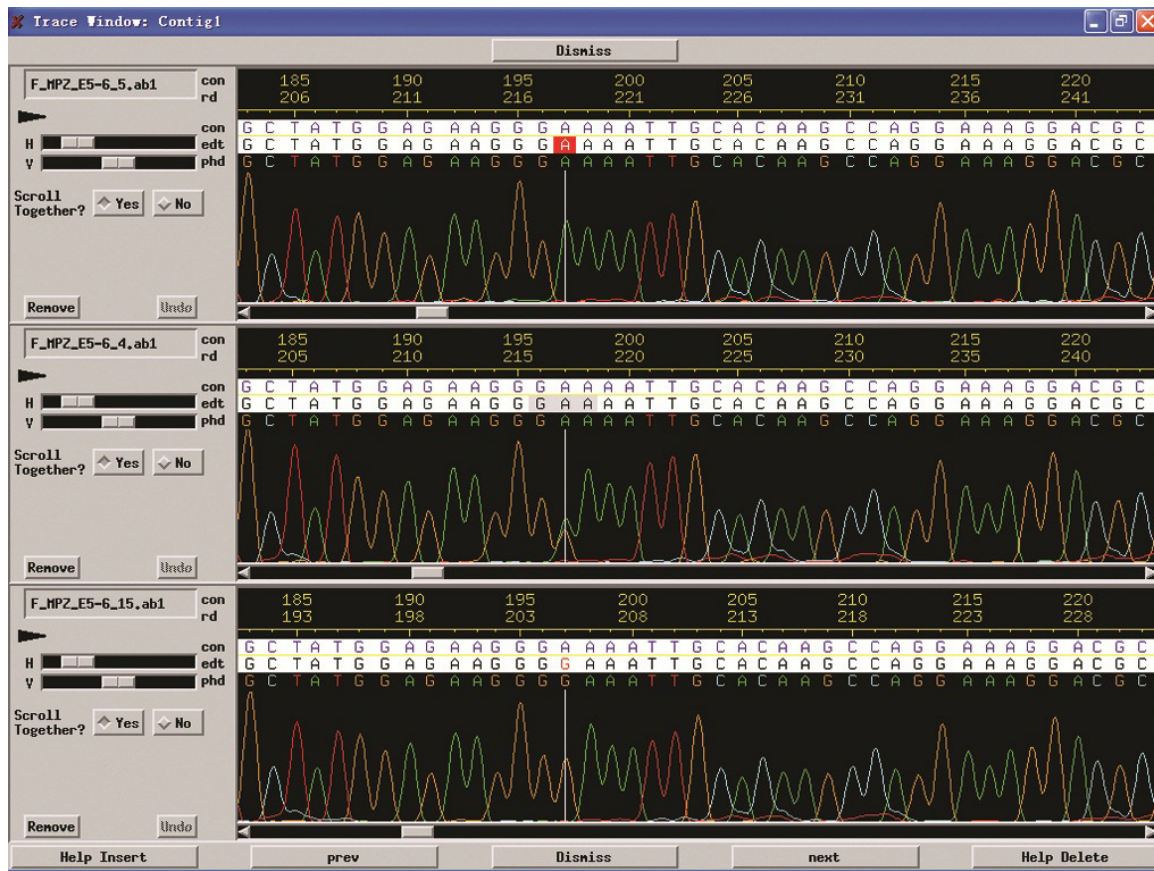 Trace Window: Contig1
Dismiss
F_MPZ_E5-6_5.ab1
con 185 190 195 200 205 210 215 220
rd 206 211 216 221 226 231 236 241
con G C T A T G G A G A A G G G A A A A T T G C A C A A G C C A G G A A A G G A C G C
H edt G C T A T G G A G A A G G G A A A A T T G C A C A A G C C A G G A A A G G A C G C
V phd G C T A T G G A G A A G G G A A A A T T G C A C A A G C C A G G A A A G G A C G C
Scroll
Together? Yes No
Remove Undo
F_MPZ_E5-6_4.ab1
con 185 190 195 200 205 210 215 220
rd 205 210 215 220 225 230 235 240
con G C T A T G G A G A A G G G A A A A T T G C A C A A G C C A G G A A A G G A C G C
H edt G C T A T G G A G A A G G G A A A A T T G C A C A A G C C A G G A A A G G A C G C
V phd G C T A T G G A G A A G G G A A A A T T G C A C A A G C C A G G A A A G G A C G C
Scroll
Together? Yes No
Remove Undo
F_MPZ_E5-6_15.ab1
con 185 190 195 200 205 210 215 220
rd 193 198 203 208 213 218 223 228
con G C T A T G G A G A A G G G A A A A T T G C A C A A G C C A G G A A A G G A C G C
H edt G C T A T G G A G A A G G G G A A A T T G C A C A A G C C A G G A A A G G A C G C
V phd G C T A T G G A G A A G G G G A A A T T G C A C A A G C C A G G A A A G G A C G C
Scroll
Together? Yes No
Remove Undo
Help Insert prev Dismiss next Help Delete